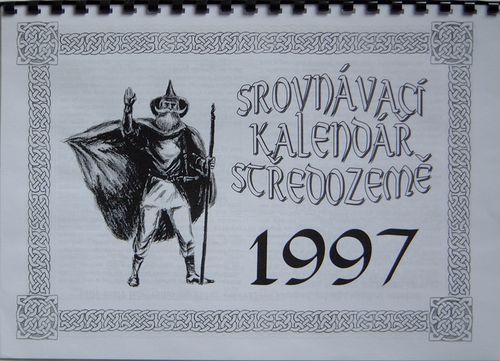 SROVNÁVACÍ
KALENDÁŘ
STŘEDOZEMĚ
1997